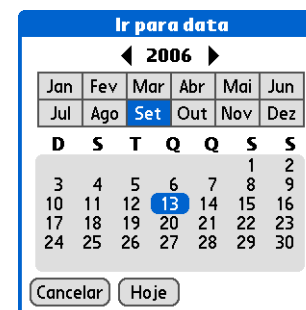 Ir para data
2006
Jan Fev Mar Abr Mai Jun
Jul Ago Set Out Nov Dez
D S T Q Q S S
1 2
3 4 5 6 7 8 9
10 11 12 13 14 15 16
17 18 19 20 21 22 23
24 25 26 27 28 29 30
Cancelar Hoje